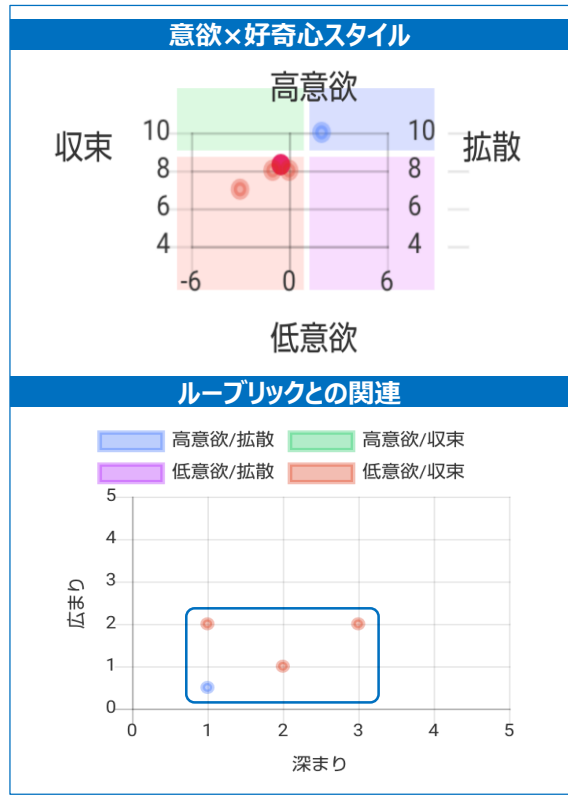 意欲×好奇心スタイル
高意欲
収束
拡散
10
8
6
4
10
8
6
4
-6
0
6
低意欲
ルーブリックとの関連
高意欲/拡散
高意欲/収束
低意欲/拡散
低意欲/収束
5
4
3
2
1
0
広まり
0
1
2
3
4
5
深まり